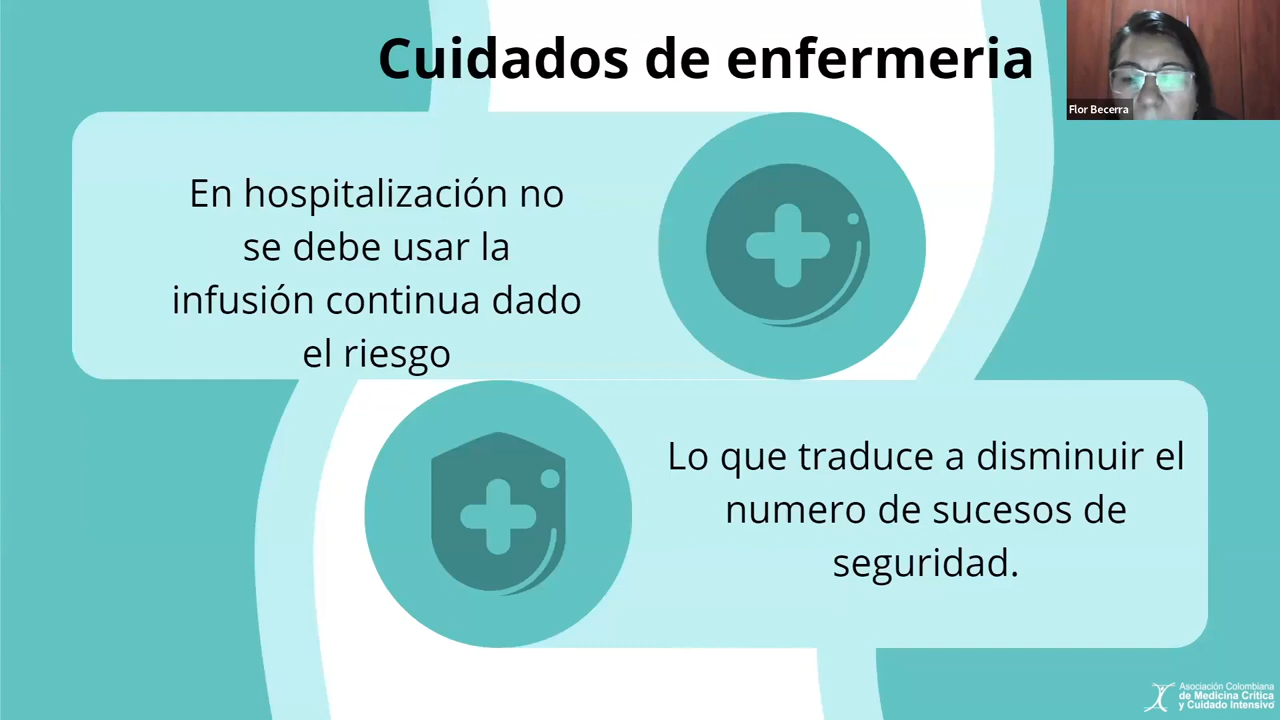 Cuidados de enfermeria
Flor Becerra
En hospitalización no
se debe usar la
infusión continua dado
el riesgo
Lo que traduce a disminuir el
numero de sucesos de
seguridad.
Asociación Colombiana
de Medicina Crítica
y Cuidado Intensivo